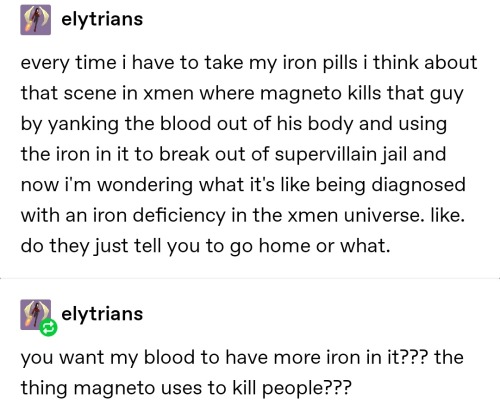 elytrians
every time i have to take my iron pills i think about
that scene in xmen where magneto kills that guy
by yanking the blood out of his body and using
the iron in it to break out of supervillain jail and
now i'm wondering what it's like being diagnosed
with an iron deficiency in the xmen universe. like.
do they just tell you to go home or what.
elytrians
you want my blood to have more iron in it??? the
thing magneto uses to kill people???